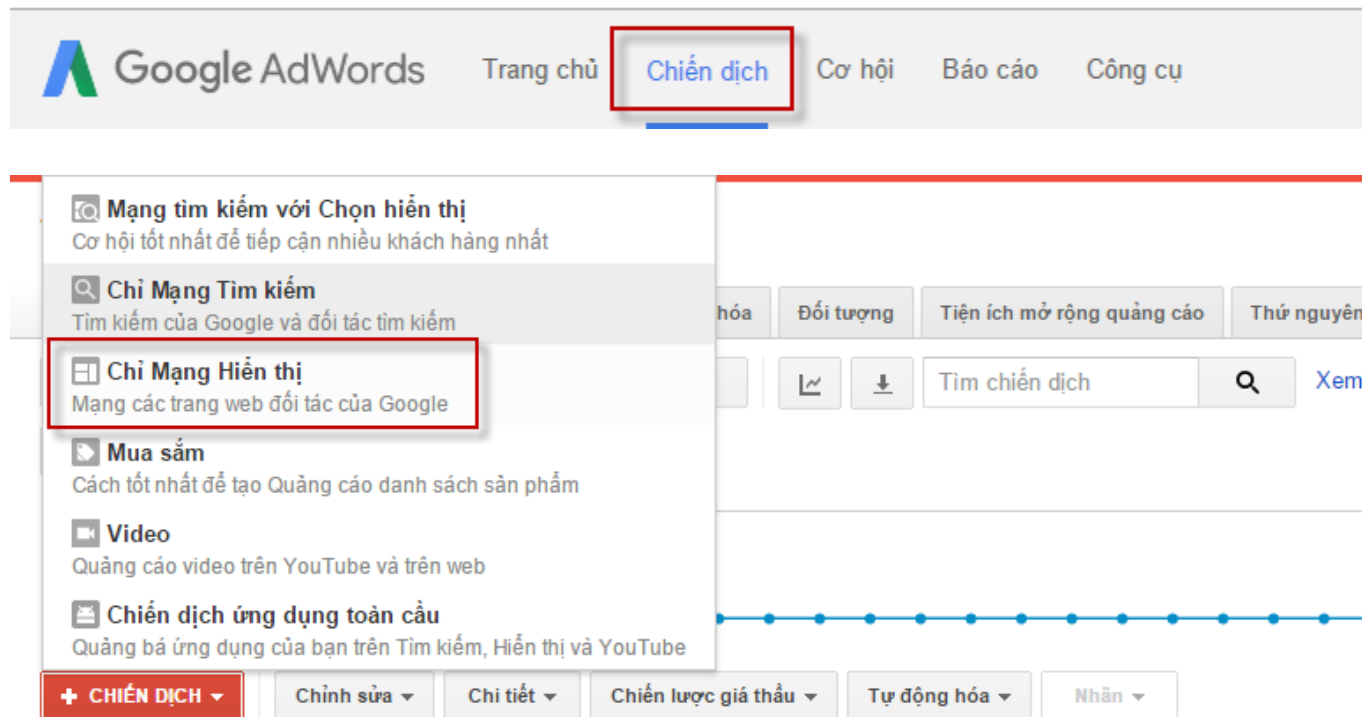 Google AdWords Trang chủ Chiến dịch Cơ hội Báo cáo Công cụ
Mạng tìm kiếm với Chọn hiển thị
Cơ hội tốt nhất để tiếp cận nhiều khách hàng nhất
Chỉ Mạng Tìm kiếm
Tìm kiếm của Google và đối tác tìm kiếm
hóa Đối tượng Tiện ích mở rộng quảng cáo Thứ nguyên
Chỉ Mạng Hiển thị
Mạng các trang web đối tác của Google
Tìm chiến dịch Xem
Mua sắm
Cách tốt nhất để tạo Quảng cáo danh sách sản phẩm
Video
Quảng cáo video trên YouTube và trên web
Chiến dịch ứng dụng toàn cầu
Quảng bá ứng dụng của bạn trên Tìm kiếm, Hiển thị và YouTube
+ CHIẾN DỊCH Chỉnh sửa Chi tiết Chiến lược giá thầu Tự động hóa Nhãn